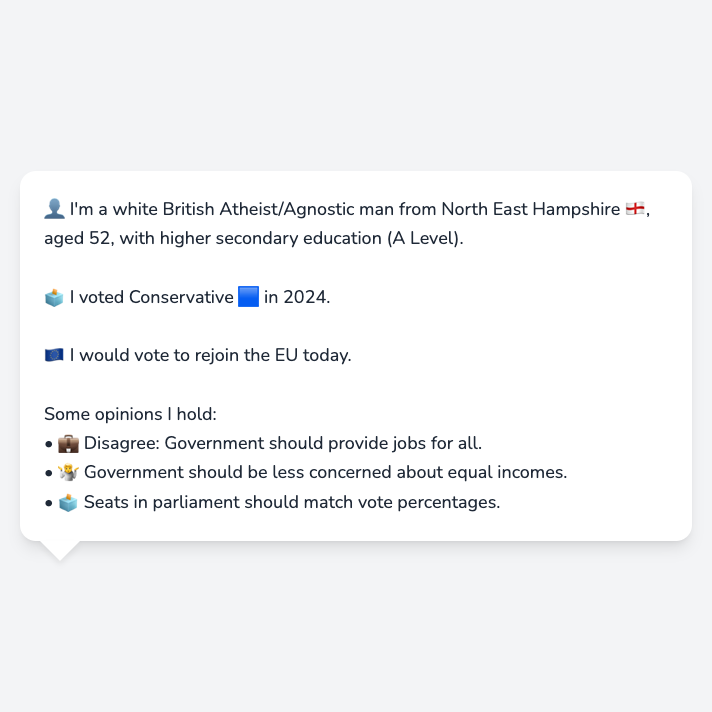 👤 I'm a white British Atheist/Agnostic man from North East Hampshire 🏴󠁧󠁢󠁥󠁮󠁧󠁿,
aged 52, with higher secondary education (A Level).
🗳️ I voted Conservative 🟦 in 2024.
🇪🇺 I would vote to rejoin the EU today.
Some opinions I hold:
• 💼 Disagree: Government should provide jobs for all.
• 🤷 Government should be less concerned about equal incomes.
• 🗳️ Seats in parliament should match vote percentages.